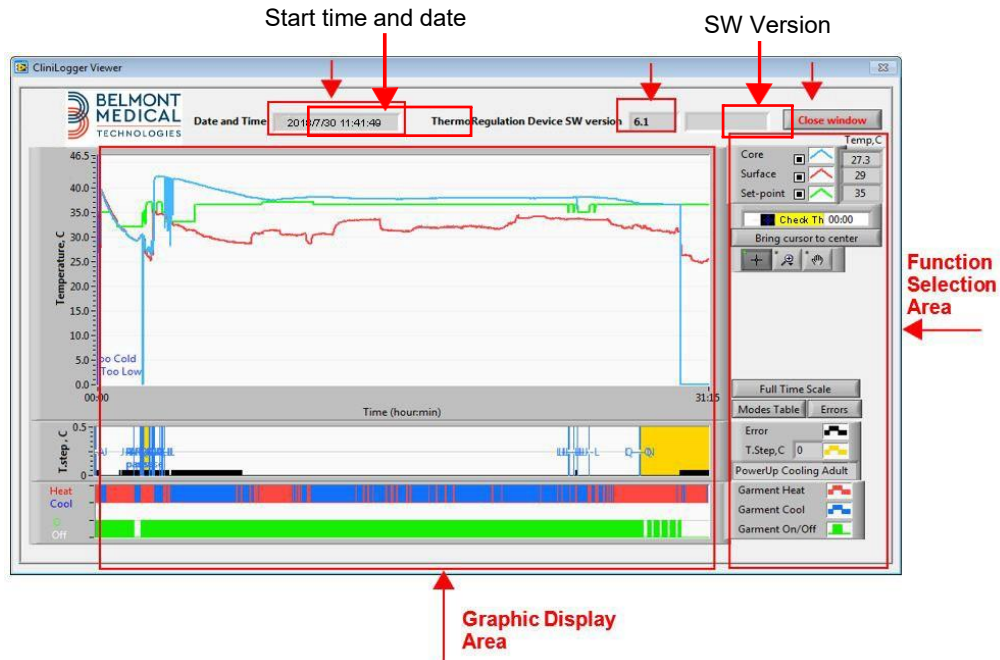 Start time and date
SW Version
CliniLogger Viewer
BELMONT
MEDICAL
TECHNOLOGIES
Date and Time
2018/7/30 11:41:49
ThermoRegulation Device SW version
6.1
Close window
Temp,C
Core
27.3
Surface
29
Set-point
35
Check Th
00:00
Bring cursor to center
Function
Selection
Area
Temperature, C
46.5
40.0
35.0
30.0
25.0
20.0
15.0
10.0
5.0
0.0
oo Cold
Too Low
00:00
31:15
Time (hour:min)
Full Time Scale
Modes Table
Errors
Error
T.Step,C
0
PowerUp Cooling Adult
Garment Heat
Garment Cool
Garment On/Off
T.step , C
0.5
0
Heat
Cool
Off
Graphic Display
Area